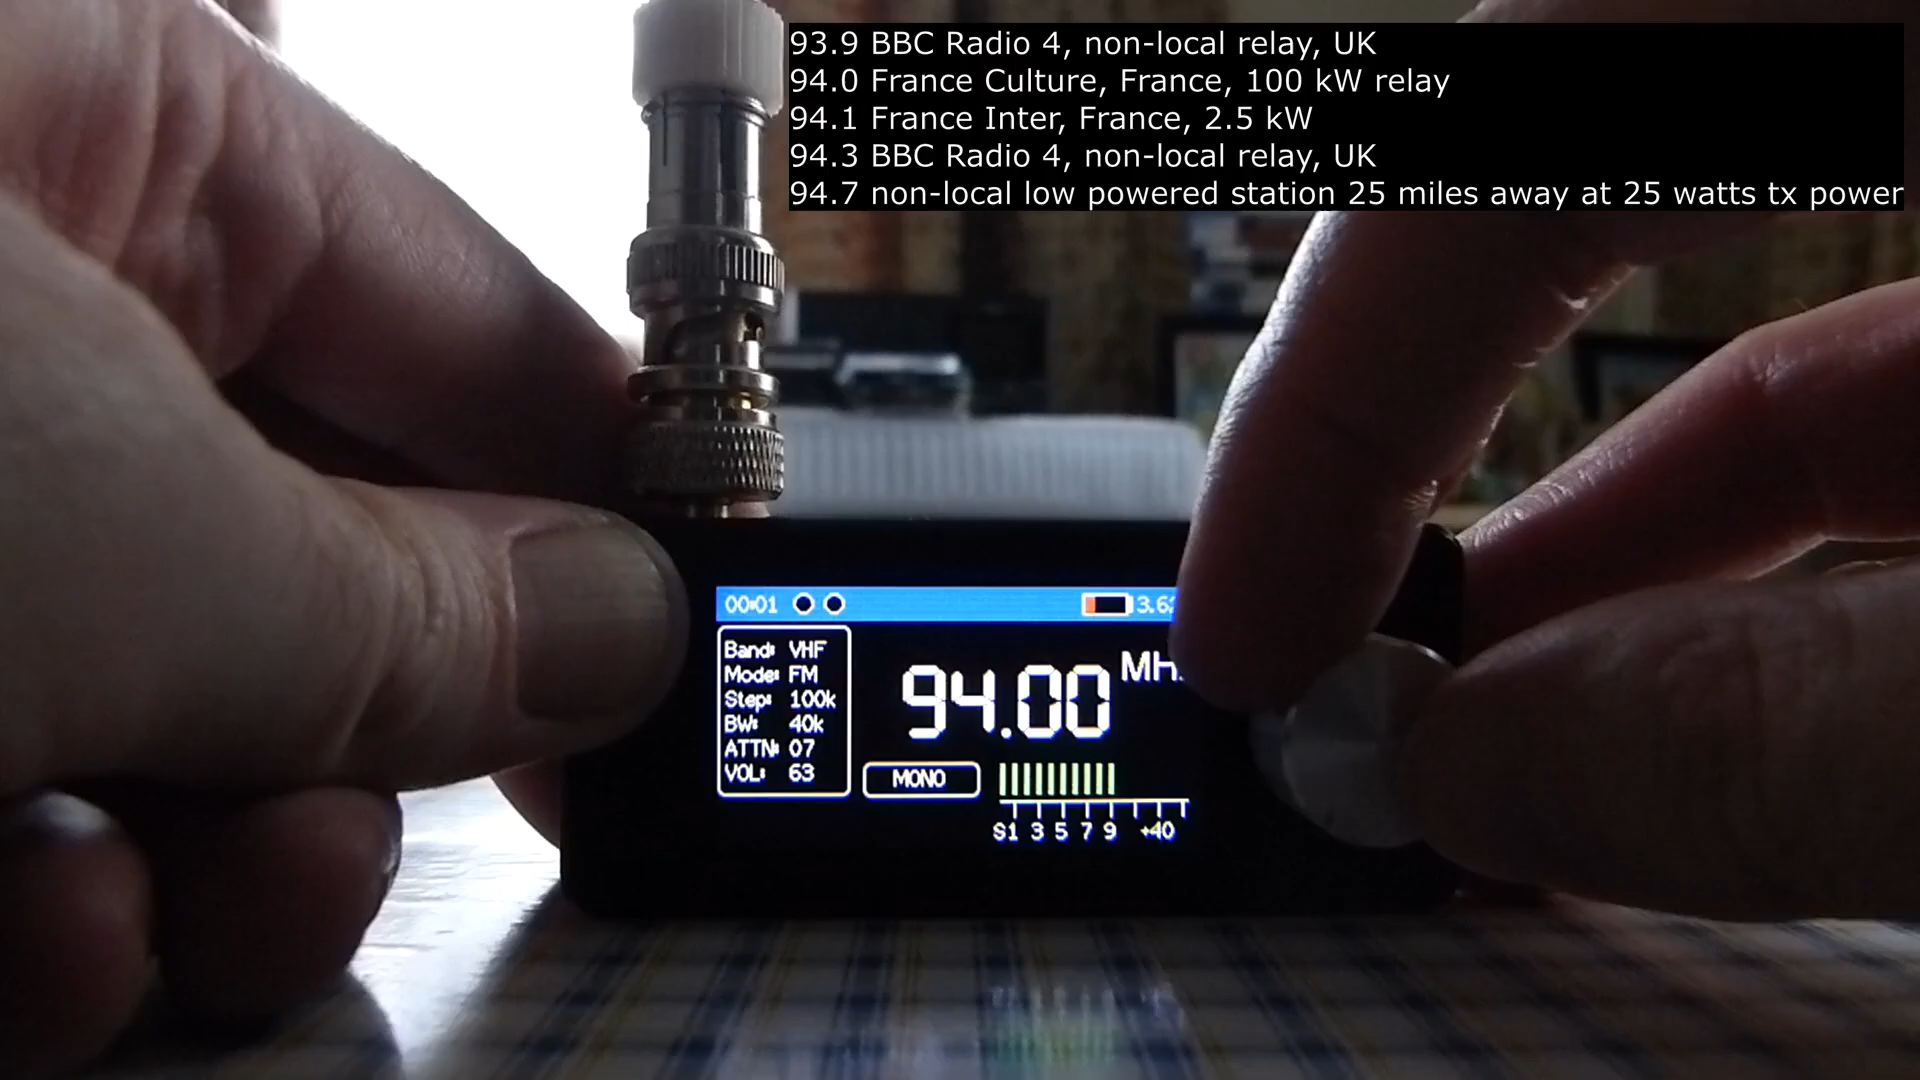 93.9 BBC Radio 4, non-local relay, UK
94.0 France Culture, France, 100 kW relay
94.1 France Inter, France, 2.5 kW
94.3 BBC Radio 4, non-local relay, UK
94.7 non-local low powered station 25 miles away at 25 watts tx power
00:01 3.6
Band: VHF
Mode: FM
Step: 100k
BW: 40k
ATTN: 07
VOL: 63
94.00 MH
MONO
S1 3 5 7 9 +40